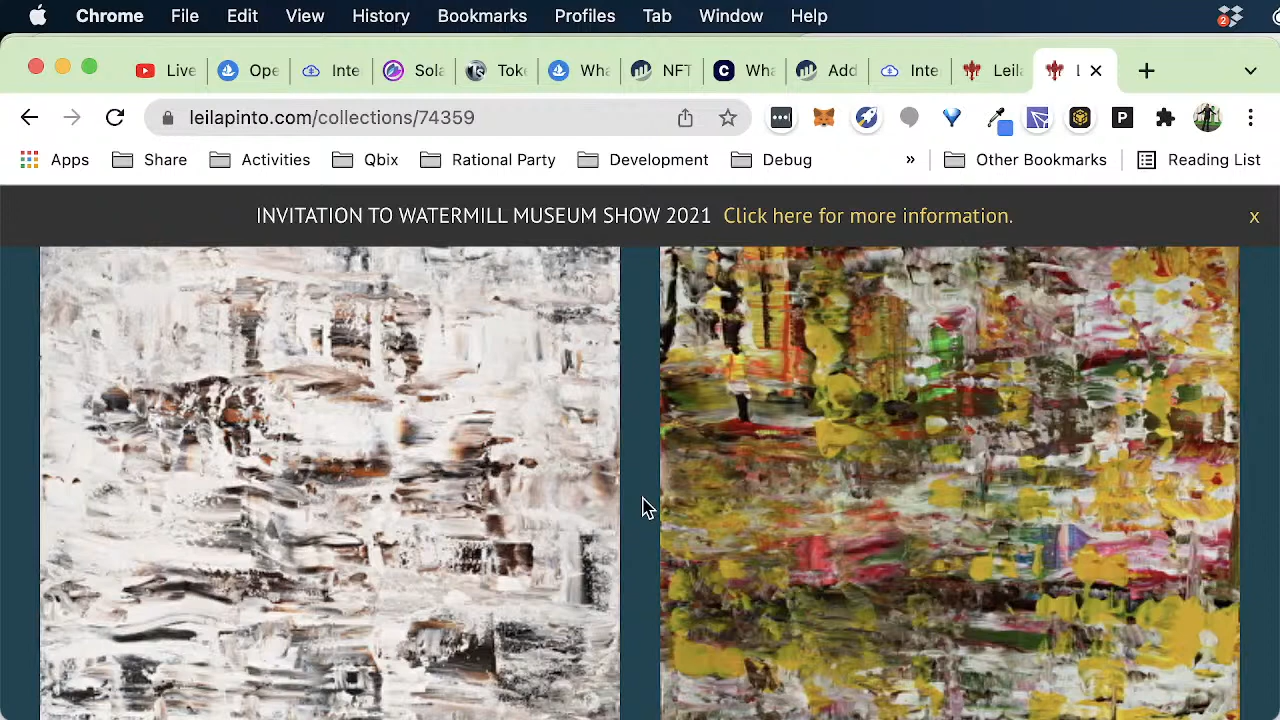 Chrome File Edit View History Bookmarks Profiles Tab Window Help 2
Live Ope Inte Sola Toke Wha NFT Wha Add Inte Leila L
leilapinto.com/collections/74359 P
Apps Share Activities Qbix Rational Party Development Debug » Other Bookmarks Reading List
INVITATION TO WATERMILL MUSEUM SHOW 2021 Click here for more information. x